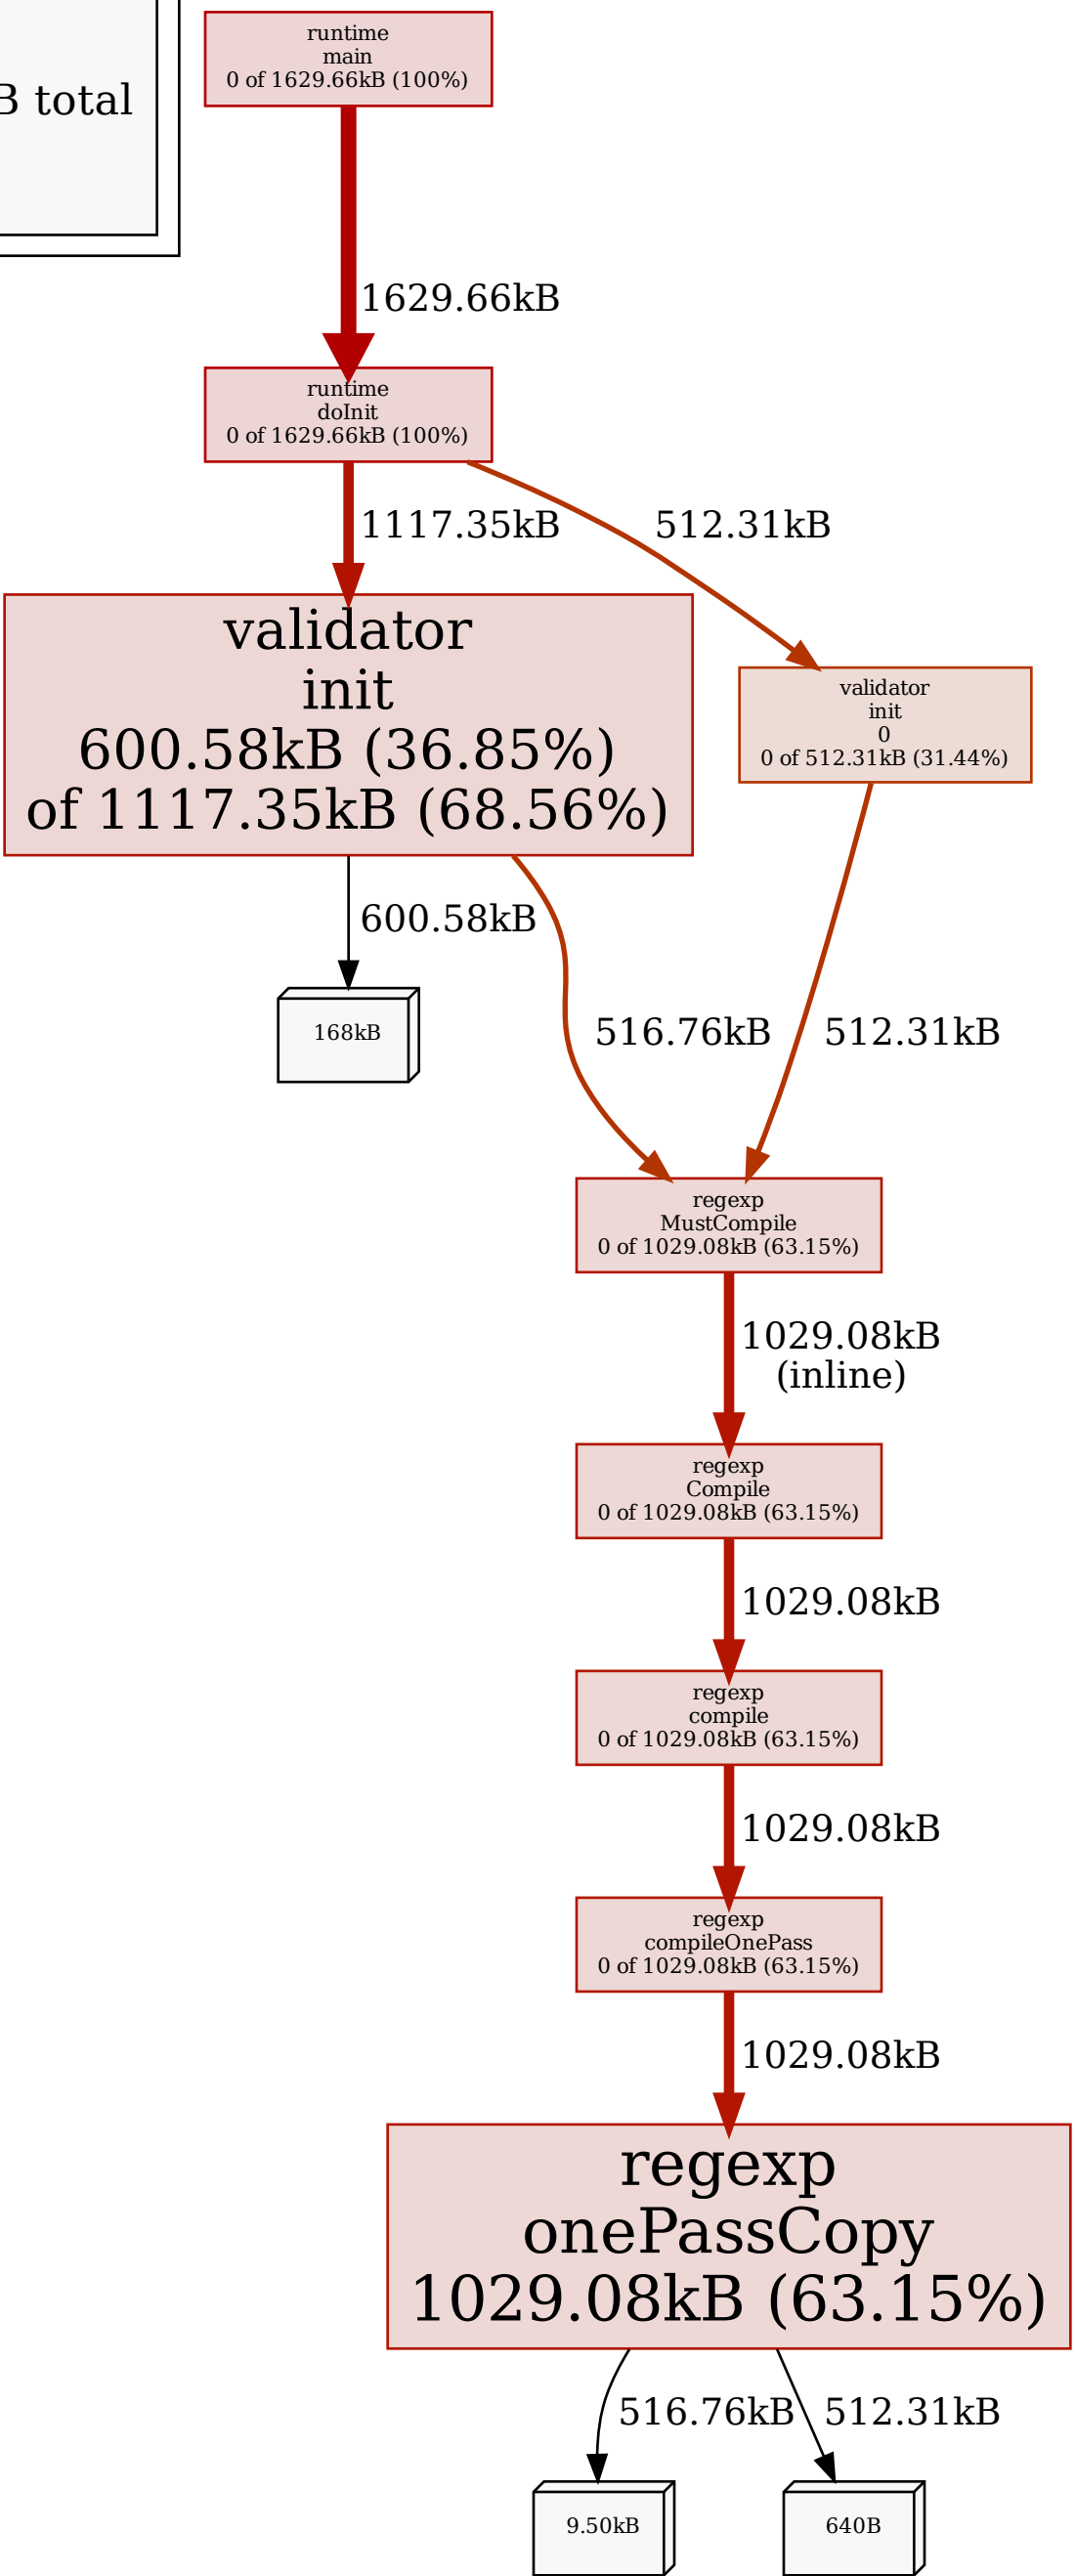 runtime
main
0 of 1629.66kB (100%)
B total
1629.66kB
runtime
doInit
0 of 1629.66kB (100%)
1117.35kB
512.31kB
validator
init
600.58kB (36.85%)
of 1117.35kB (68.56%)
validator
init
0
0 of 512.31kB (31.44%)
600.58kB
168kB
516.76kB
512.31kB
regexp
MustCompile
0 of 1029.08kB (63.15%)
1029.08kB
(inline)
regexp
Compile
0 of 1029.08kB (63.15%)
1029.08kB
regexp
compile
0 of 1029.08kB (63.15%)
1029.08kB
regexp
compileOnePass
0 of 1029.08kB (63.15%)
1029.08kB
regexp
onePassCopy
1029.08kB (63.15%)
516.76kB
512.31kB
9.50kB
640B